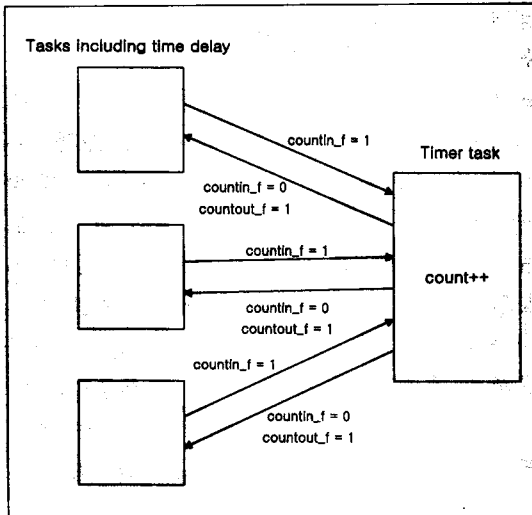 Tasks including time delay
countin_f = 1
Timer task
countin_f = 0
countout_f = 1
countin_f = 1
count++
countin_f = 0
countout_f = 1
countin_f = 1
countin_f = 0
countout_f = 1